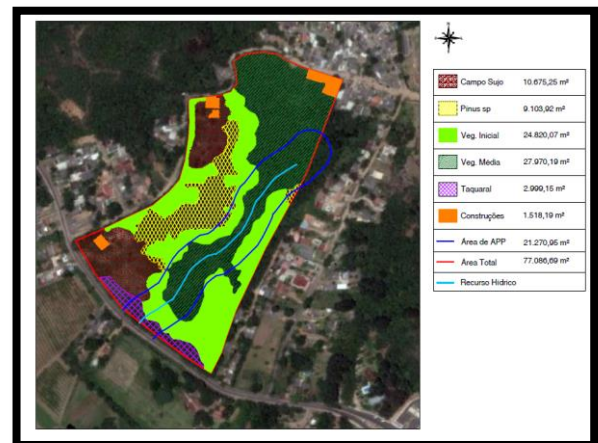 Campo Sujo 10.675,25 m²
Pinus sp 9.103,92 m²
Veg. Inicial 24.820,07 m²
Veg. Média 27.970,19 m²
Taquaral 2.999,15 m²
Construções 1.518,19 m²
Área de APP 21.270,95 m²
Área Total 77.086,69 m²
Recurso Hídrico